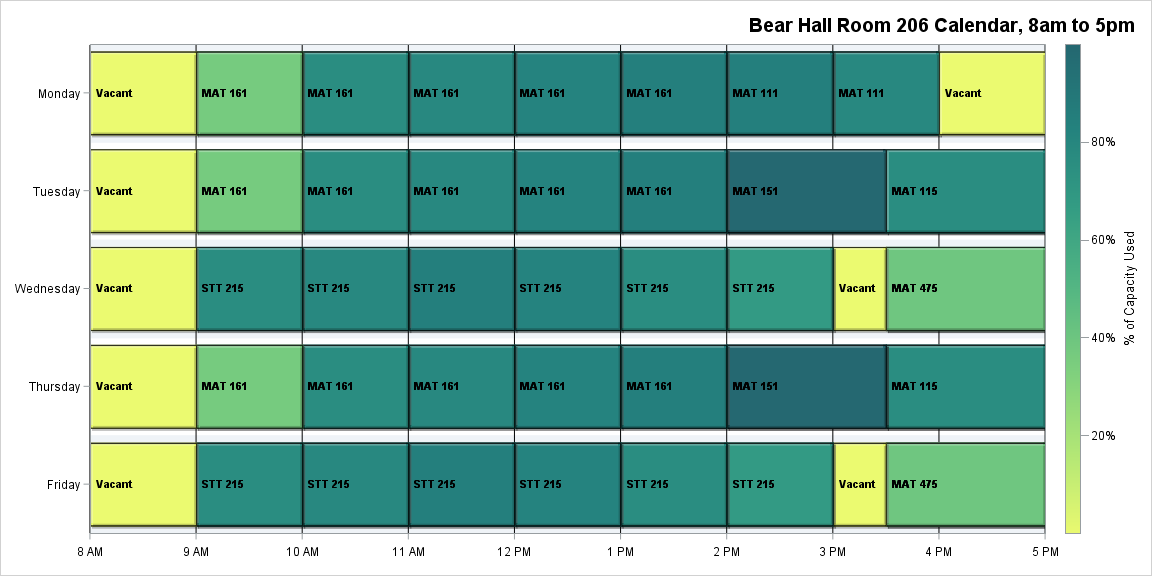 Bear Hall Room 206 Calendar, 8am to 5pm
Monday Vacant MAT 161 MAT 161 MAT 161 MAT 161 MAT 161 MAT 111 MAT 111 Vacant
80%
Tuesday Vacant MAT 161 MAT 161 MAT 161 MAT 161 MAT 161 MAT 151 MAT 115
60%
% of Capacity Used
Wednesday Vacant STT 215 STT 215 STT 215 STT 215 STT 215 STT 215 Vacant MAT 475
40%
Thursday Vacant MAT 161 MAT 161 MAT 161 MAT 161 MAT 161 MAT 151 MAT 115
20%
Friday Vacant STT 215 STT 215 STT 215 STT 215 STT 215 STT 215 Vacant MAT 475
8 AM 9 AM 10 AM 11 AM 12 PM 1 PM 2 PM 3 PM 4 PM 5 PM